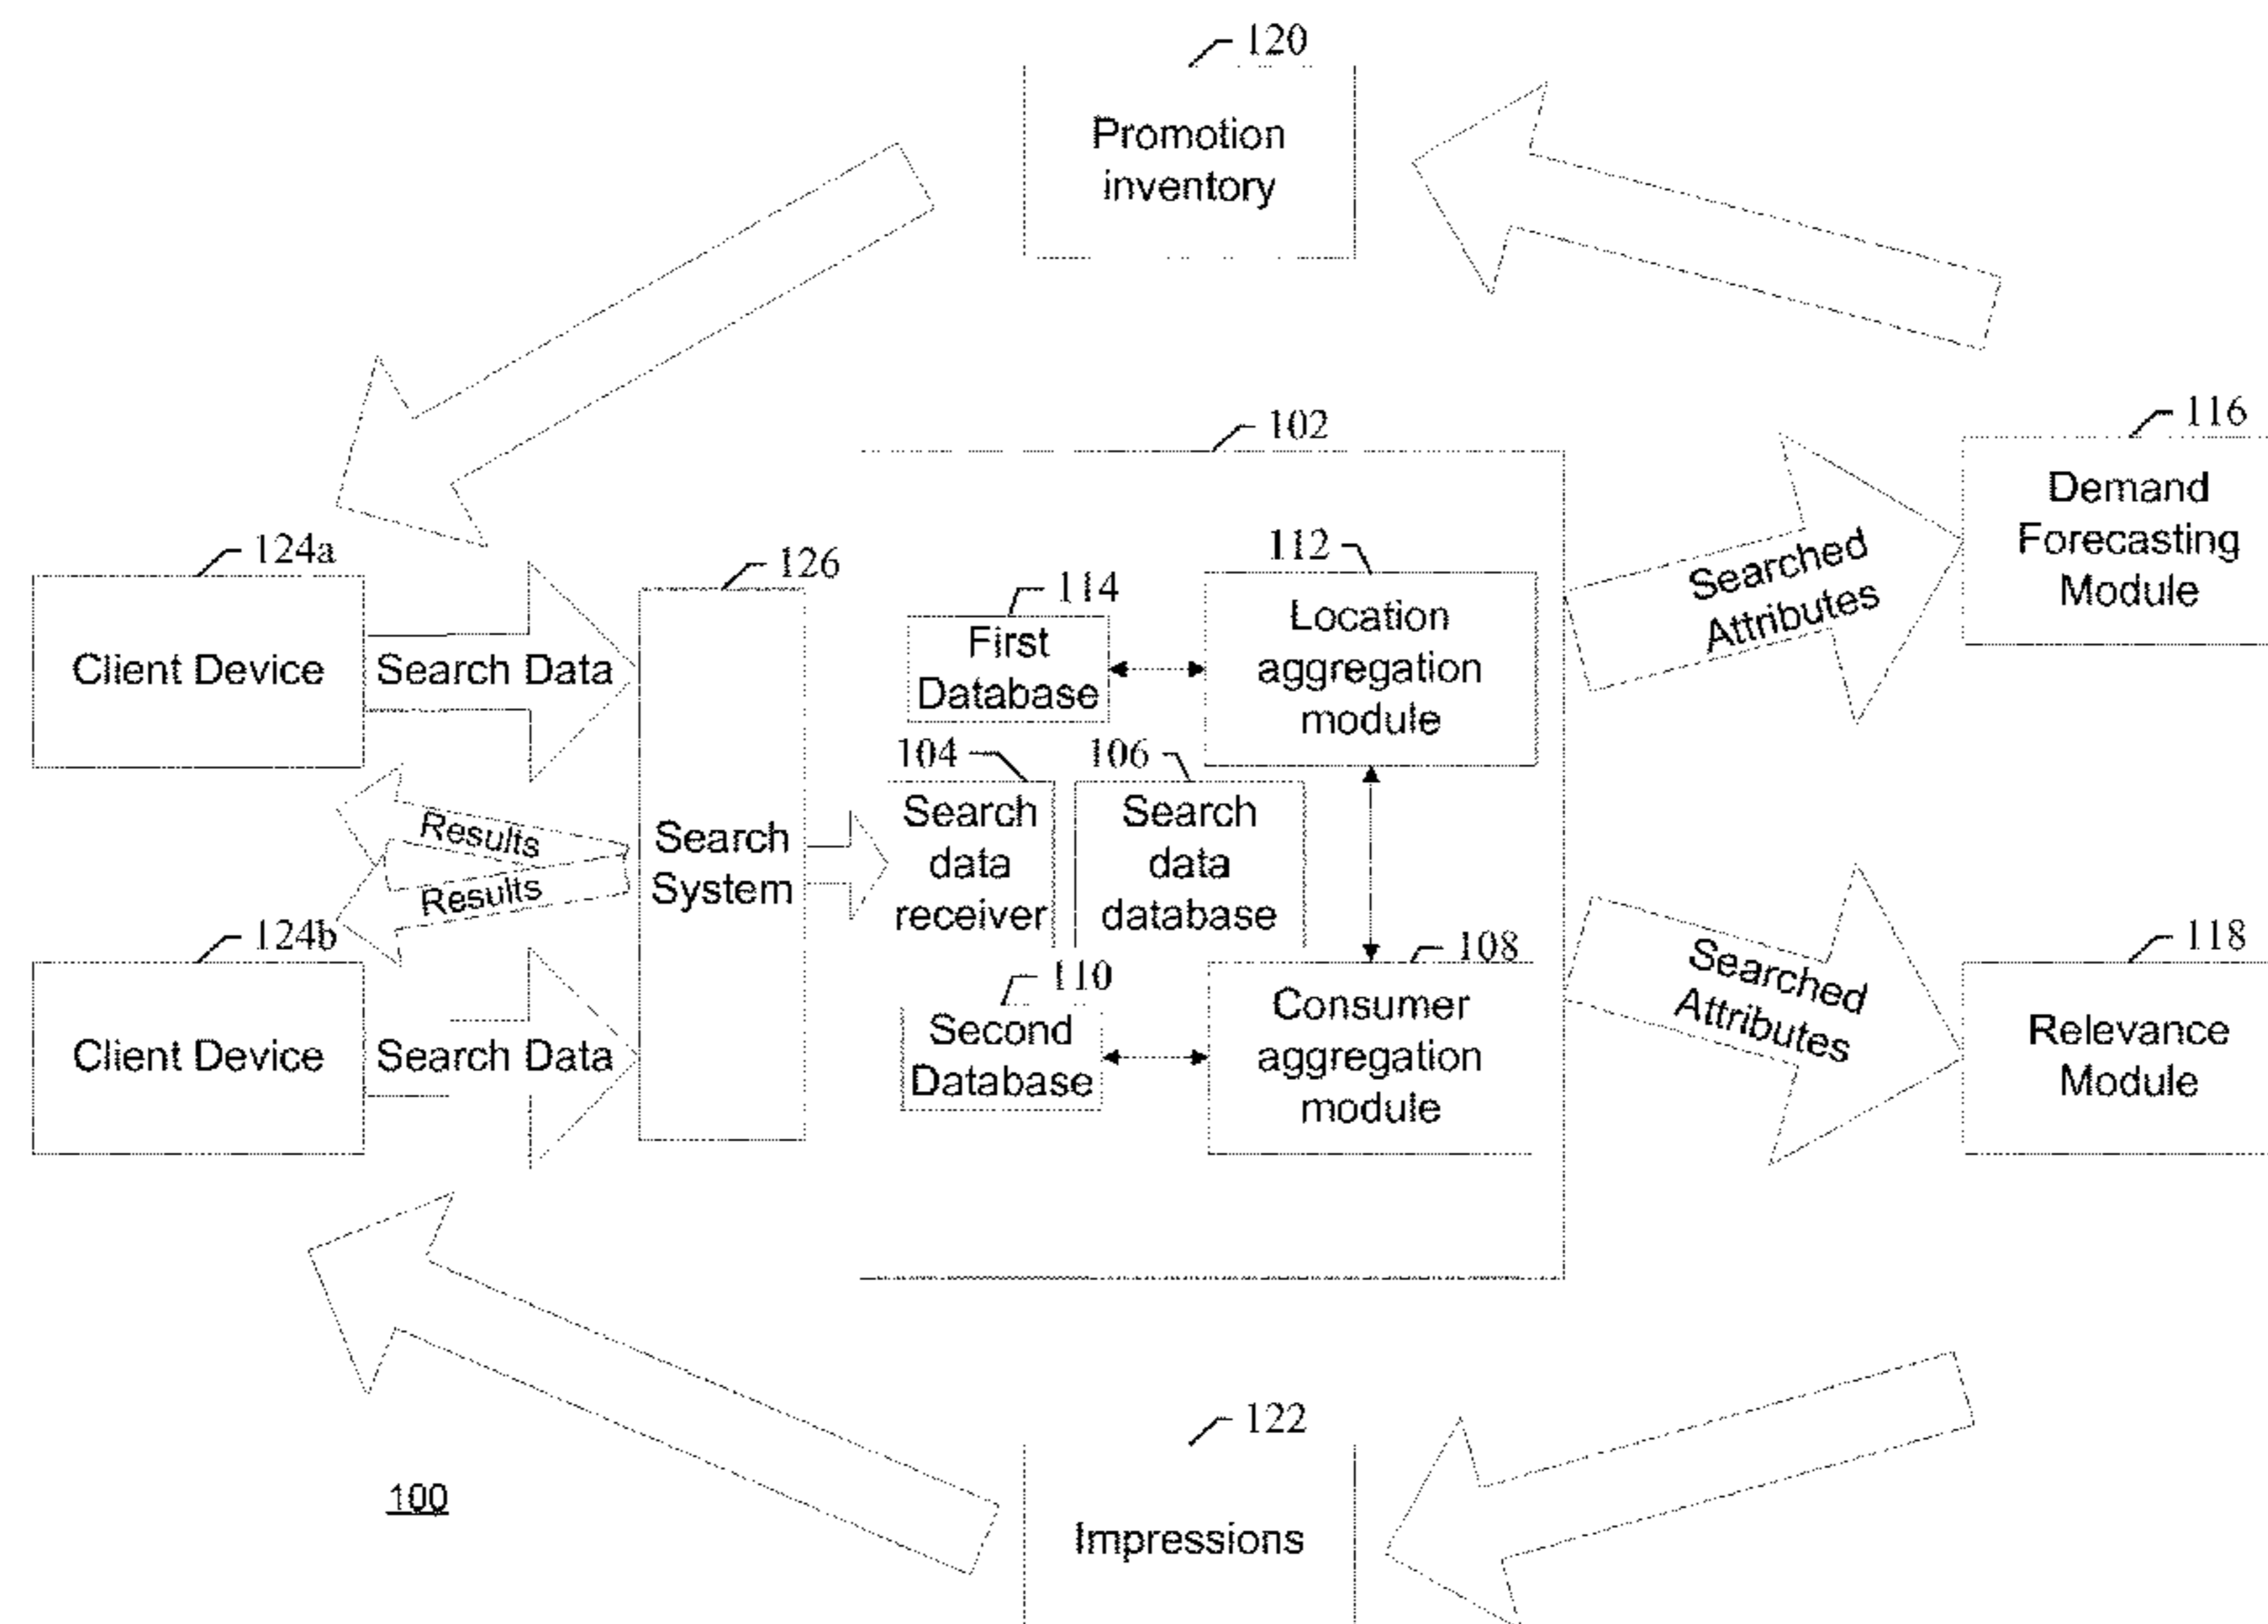 120
Promotion
inventory
102
116
Demand
Forecasting
Module
124a
Client Device
Search Data
126
Search
System
114
First
Database
112
Location
aggregation
module
Searched
Attributes
Results
Results
104
Search
data
receiver
106
Search
data
database
124b
Client Device
Search Data
110
Second
Database
108
Consumer
aggregation
module
Searched
Attributes
118
Relevance
Module
122
Impressions
100